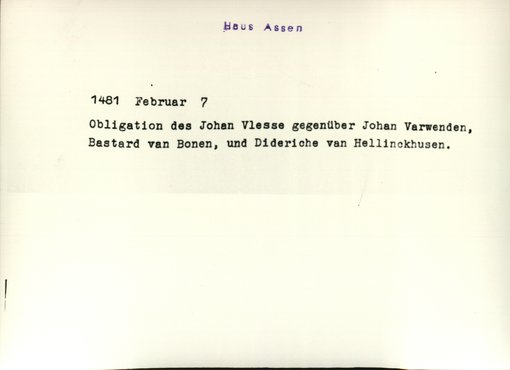 Haus Assen
1481 Februar 7
Obligation des Johan Vlesse gegenüber Johan Varwenden,
Bastard van Bonen, und Dideriche van Hellinckhusen.